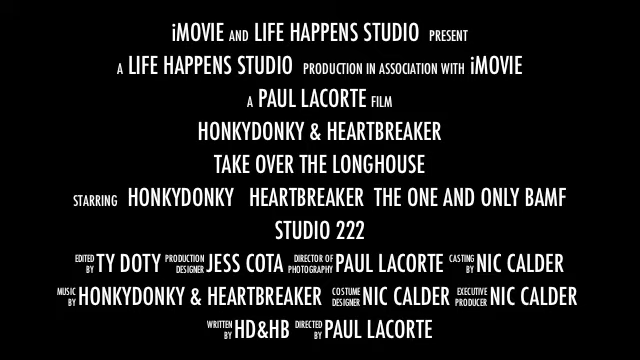 iMOVIE AND LIFE HAPPENS STUDIO PRESENT
A LIFE HAPPENS STUDIO PRODUCTION IN ASSOCIATION WITH iMOVIE
A PAUL LACORTE FILM
HONKYDONKY & HEARTBREAKER
TAKE OVER THE LONGHOUSE
STARRING HONKYDONKY HEARTBREAKER THE ONE AND ONLY BAMF
STUDIO 222
EDITED BY TY DOTY PRODUCTION DESIGNER JESS COTA DIRECTOR OF PHOTOGRAPHY PAUL LACORTE CASTING BY NIC CALDER
MUSIC BY HONKYDONKY & HEARTBREAKER COSTUME DESIGNER NIC CALDER EXECUTIVE PRODUCER NIC CALDER
WRITTEN BY HD&HB DIRECTED BY PAUL LACORTE